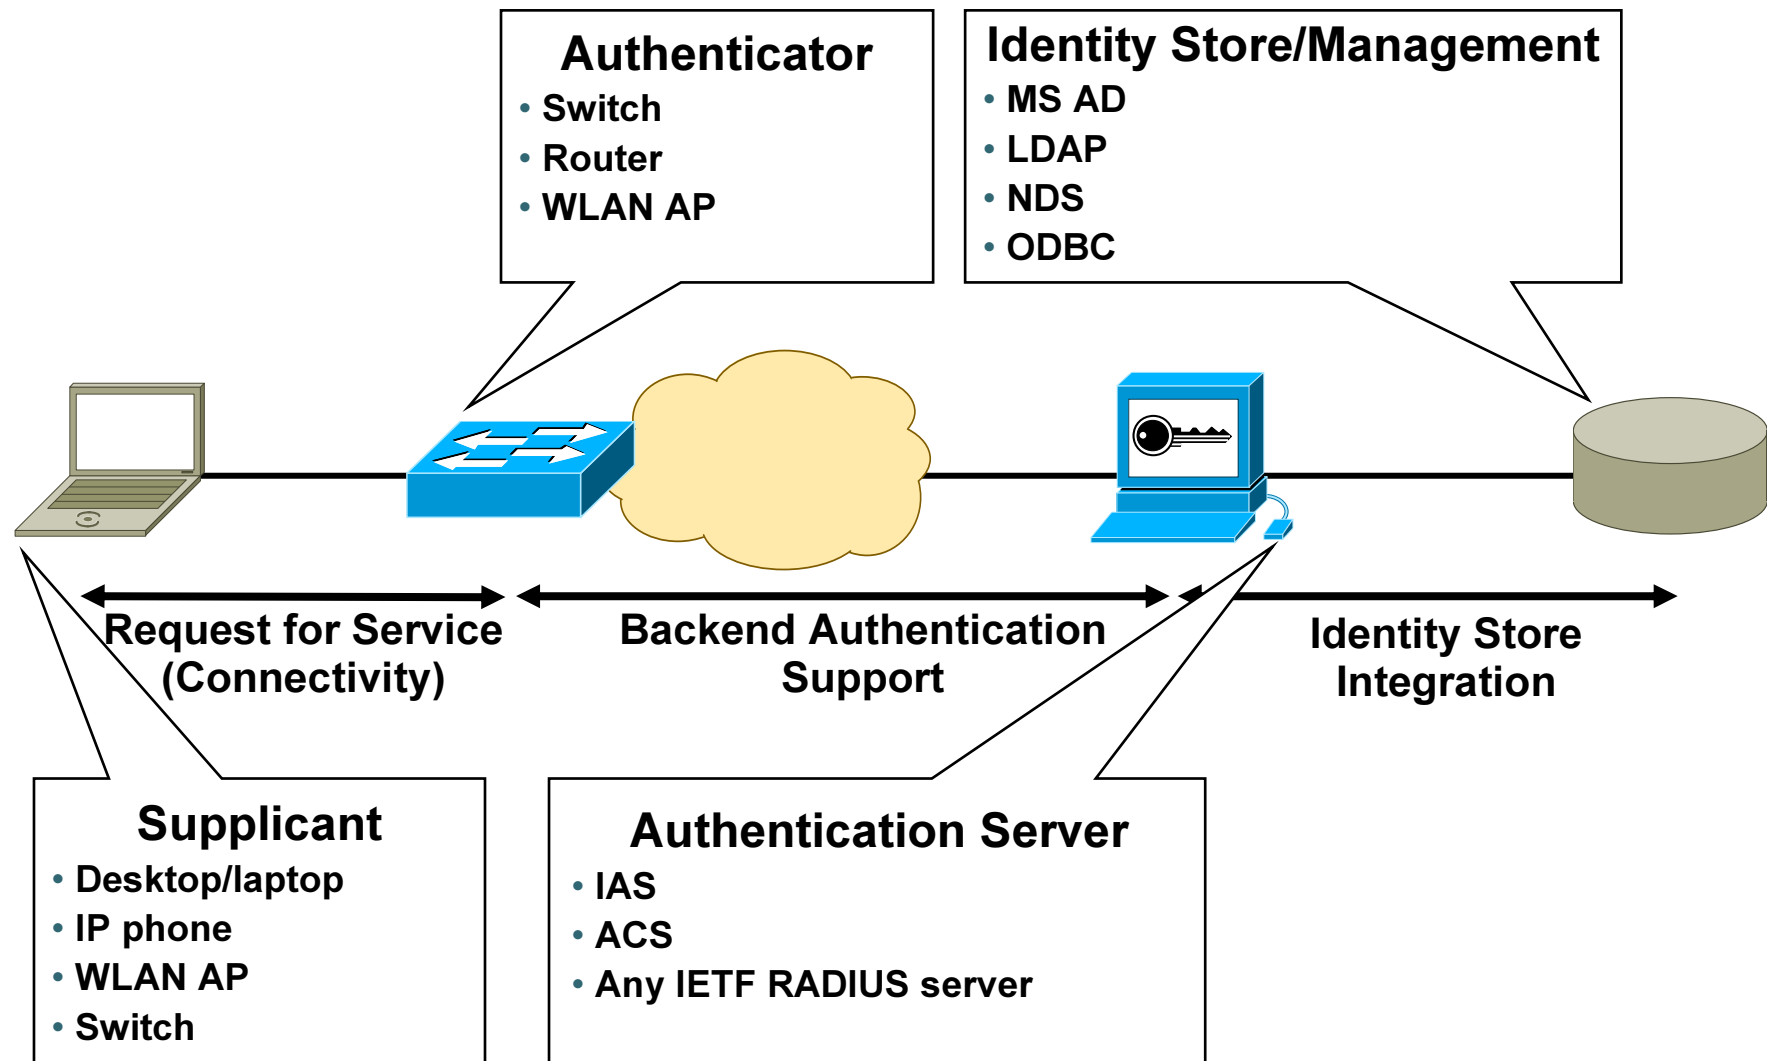 Authenticator
• Switch
• Router
• WLAN AP
Identity Store/Management
• MS AD
• LDAP
• NDS
• ODBC
Request for Service
(Connectivity)
Backend Authentication
Support
Identity Store
Integration
Supplicant
• Desktop/laptop
• IP phone
• WLAN AP
• Switch
Authentication Server
• IAS
• ACS
• Any IETF RADIUS server